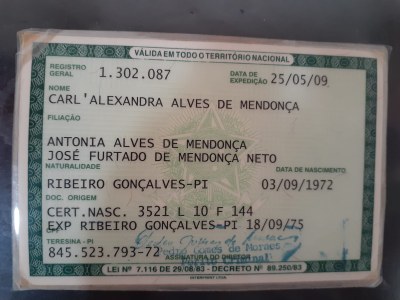 VÁLIDA EM TODO O TERRITÓRIO NACIONAL
REGISTRO GERAL 1.302.087 DATA DE EXPEDIÇÃO 25/05/09
NOME
CARL'ALEXANDRA ALVES DE MENDONÇA
FILIAÇÃO
ANTONIA ALVES DE MENDONÇA
JOSÉ FURTADO DE MENDONÇA NETO
NATURALIDADE DATA DE NASCIMENTO
RIBEIRO GONÇALVES-PI 03/09/1972
DOC. ORIGEM
CERT.NASC. 3521 L 10 F 144
EXP RIBEIRO GONÇALVES-PI 18/09/75
TERESINA - PI
845.523.793-72
ASSINATURA DO DIRETOR
LEI Nº 7.116 DE 29/08/83 - DECRETO Nº 89.250/83